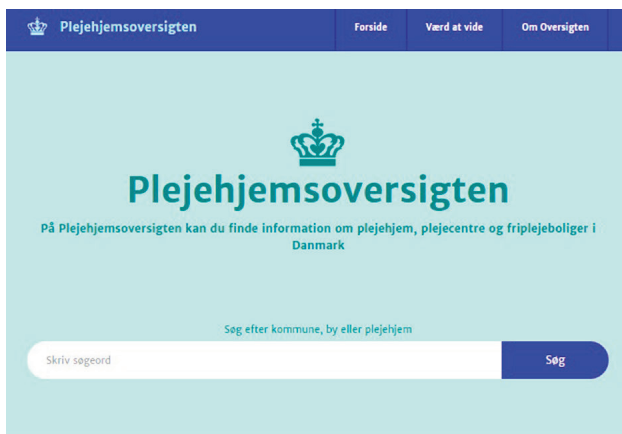 Plejehjemsoversigten
Forside
Værd at vide
Om Oversigten
Plejehjemsoversigten
På Plejehjemsoversigten kan du finde information om plejehjem, plejecentre og friplejeboliger i
Danmark
Søg efter kommune, by eller plejehjem
Skriv søgeord
Søg